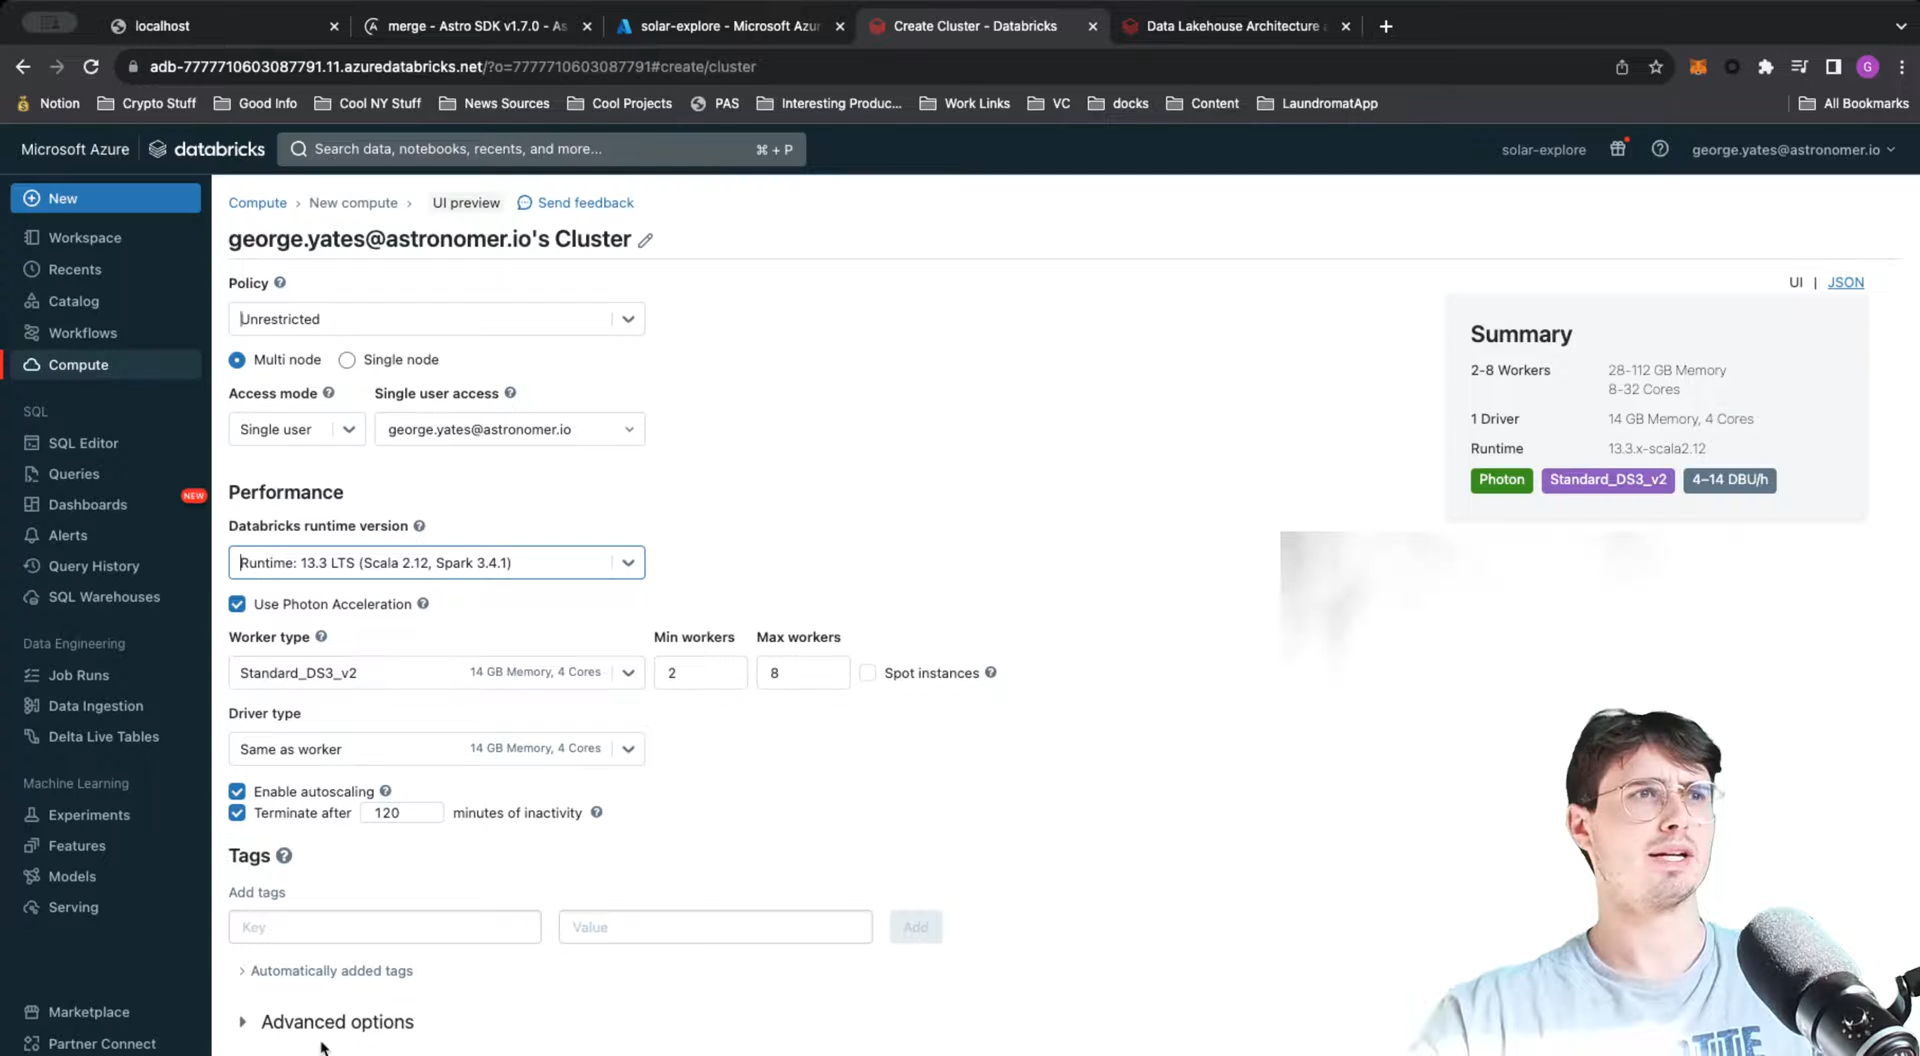 localhost
merge - Astro SDK v1.7.0 - As
solar-explore - Microsoft Azur
Create Cluster - Databricks
Data Lakehouse Architecture
adb-7777710603087791.11.azuredatabricks.net/?o=7777710603087791#create/cluster
G
Notion
Crypto Stuff
Good Info
Cool NY Stuff
News Sources
Cool Projects
PAS
Interesting Produc...
Work Links
VC
docks
Content
LaundromatApp
All Bookmarks
Microsoft Azure
databricks
Search data, notebooks, recents, and more...
⌘ + P
solar-explore
george.yates@astronomer.io
New
Workspace
Recents
Catalog
Workflows
Compute
SQL
SQL Editor
Queries
Dashboards
NEW
Alerts
Query History
SQL Warehouses
Data Engineering
Job Runs
Data Ingestion
Delta Live Tables
Machine Learning
Experiments
Features
Models
Serving
Marketplace
Partner Connect
Compute › New compute › UI preview Send feedback
george.yates@astronomer.io's Cluster
Policy
Unrestricted
Multi node Single node
Access mode Single user access
Single user george.yates@astronomer.io
Performance
Databricks runtime version
Runtime: 13.3 LTS (Scala 2.12, Spark 3.4.1)
Use Photon Acceleration
Worker type Min workers Max workers
Standard_DS3_v2 14 GB Memory, 4 Cores 2 8 Spot instances
Driver type
Same as worker 14 GB Memory, 4 Cores
Enable autoscaling
Terminate after 120 minutes of inactivity
Tags
Add tags
Key Value Add
Automatically added tags
Advanced options
UI | JSON
Summary
2-8 Workers 28-112 GB Memory
8-32 Cores
1 Driver 14 GB Memory, 4 Cores
Runtime 13.3.x-scala2.12
Photon Standard_DS3_v2 4–14 DBU/h